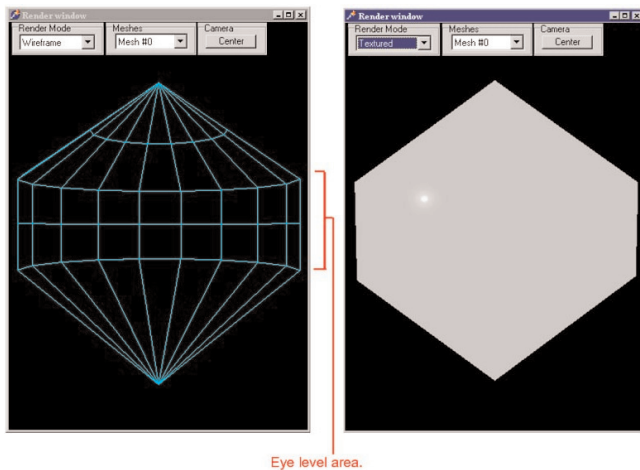 Render window
Render Mode
Wireframe
Meshes
Mesh #0
Camera
Center
Render window
Render Mode
Textured
Meshes
Mesh #0
Camera
Center
Eye level area.